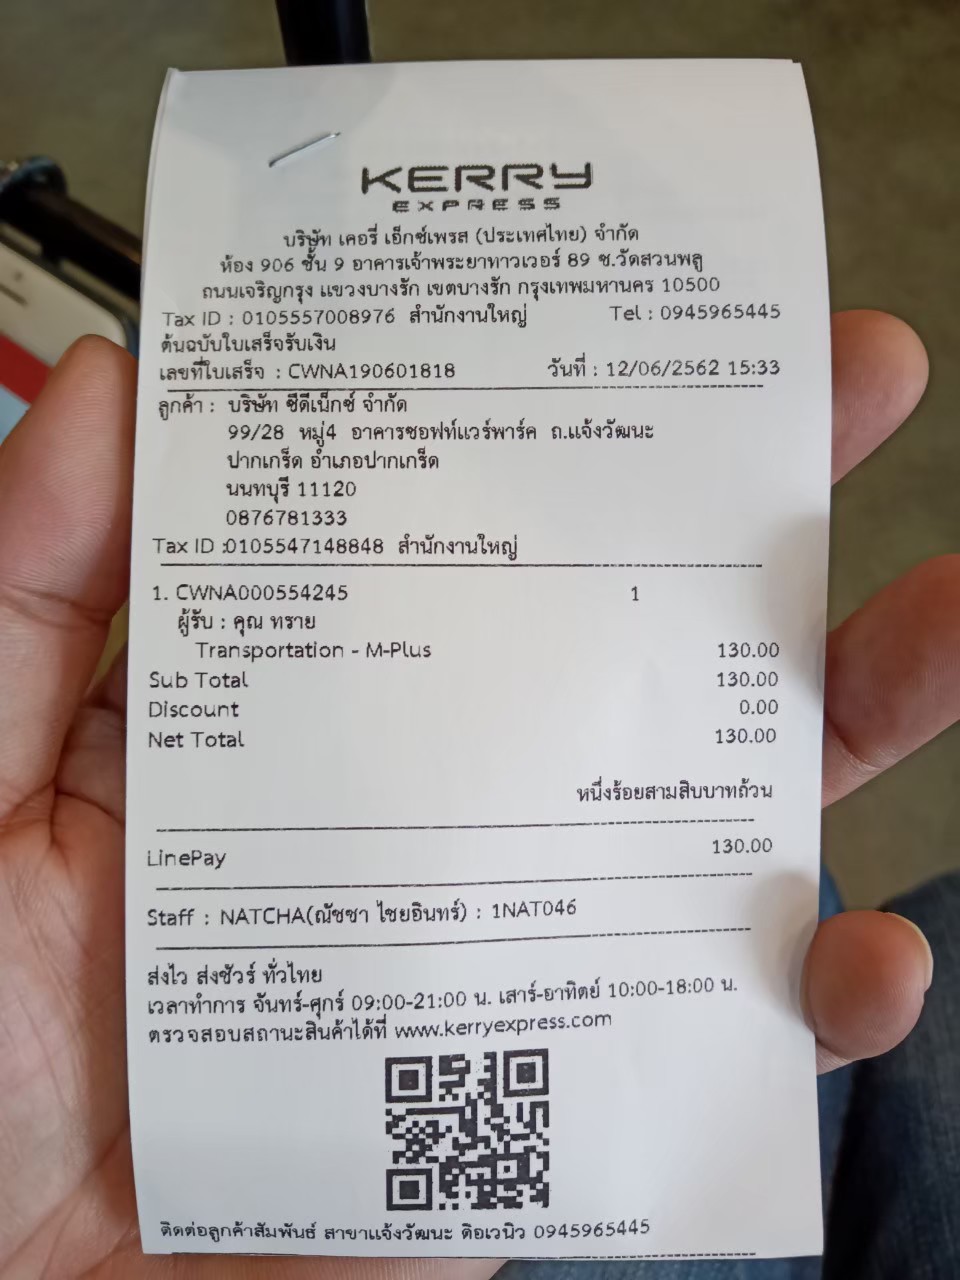 KERRY
EXPRESS
บริษัท เคอรี่ เอ็กซ์เพรส (ประเทศไทย) จำกัด
ห้อง 906 ชั้น 9 อาคารเจ้าพระยาทาวเวอร์ 89 ซ.วัดสวนพลู
ถนนเจริญกรุง แขวงบางรัก เขตบางรัก กรุงเทพมหานคร 10500
Tax ID : 0105557008976 สำนักงานใหญ่ Tel : 0945965445
ต้นฉบับใบเสร็จรับเงิน
เลขที่ใบเสร็จ : CWNA190601818 วันที่ : 12/06/2562 15:33
ลูกค้า : บริษัท ซีดีเน็กซ์ จำกัด
99/28 หมู่4 อาคารซอฟท์แวร์พาร์ค ถ.แจ้งวัฒนะ
ปากเกร็ด อำเภอปากเกร็ด
นนทบุรี 11120
0876781333
Tax ID :0105547148848 สำนักงานใหญ่
1. CWNA000554245 1
ผู้รับ : คุณ ทราย
Transportation - M-Plus 130.00
Sub Total 130.00
Discount 0.00
Net Total 130.00
หนึ่งร้อยสามสิบบาทถ้วน
LinePay 130.00
Staff : NATCHA(ณัชชา ไชยอินทร์) : 1NAT046
ส่งไว ส่งชัวร์ ทั่วไทย
เวลาทำการ จันทร์-ศุกร์ 09:00-21:00 น. เสาร์-อาทิตย์ 10:00-18:00 น.
ตรวจสอบสถานะสินค้าได้ที่ www.kerryexpress.com
ติดต่อลูกค้าสัมพันธ์ สาขาแจ้งวัฒนะ ดิอเวนิว 0945965445